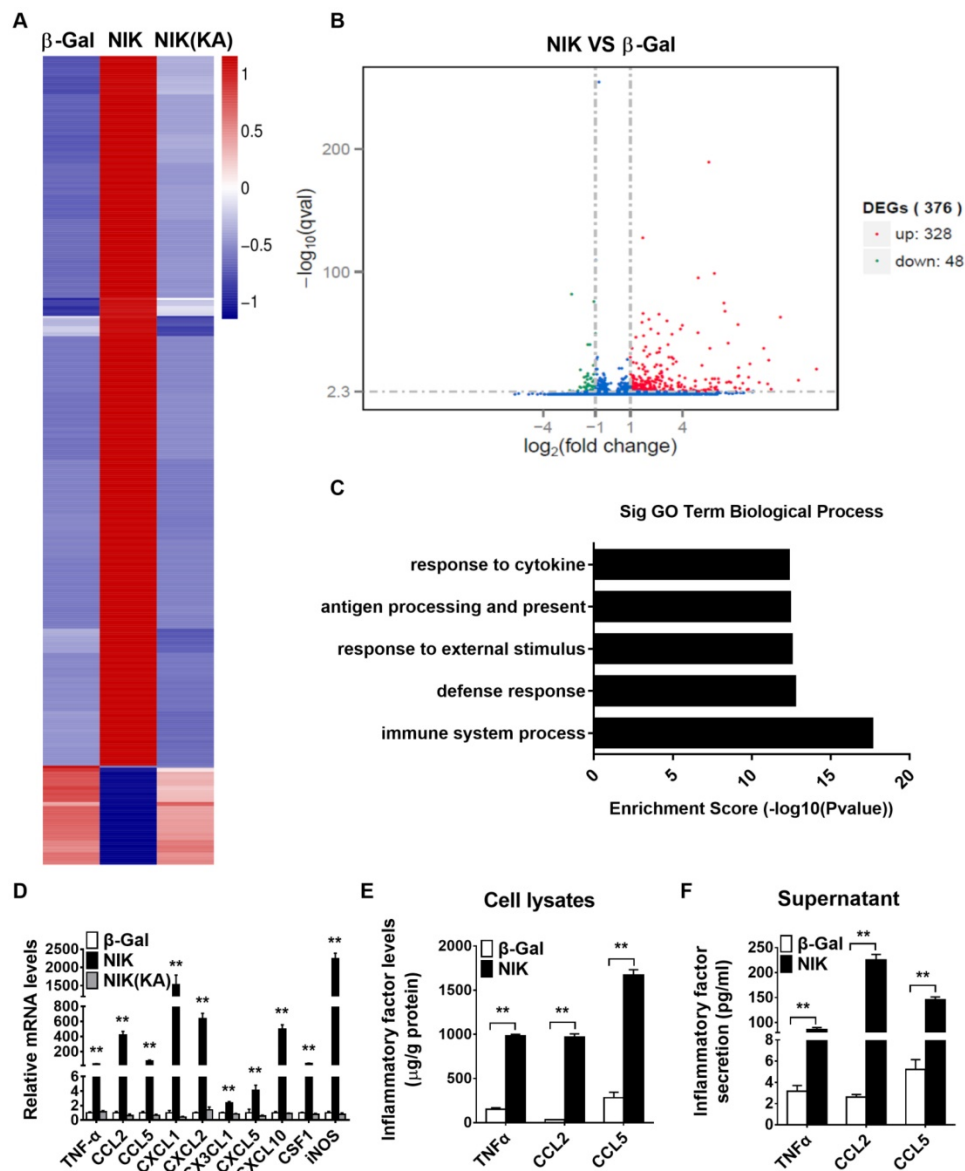 A
β-Gal NIK NIK(KA)
1
0.5
0
−0.5
−1
B
NIK VS β-Gal
−log10(qval)
200
100
2.3
−4 −1 1 4
log2(fold change)
DEGs ( 376 )
up: 328
down: 48
C
Sig GO Term Biological Process
response to cytokine
antigen processing and present
response to external stimulus
defense response
immune system process
0 5 10 15 20
Enrichment Score (-log10(Pvalue))
D
β-Gal
NIK
NIK(KA)
Relative mRNA levels
2500
2000
1500
1000
800
600
400
200
6
4
2
0
** ** ** ** ** ** ** ** ** **
TNF-α CCL2 CCL5 CXCL1 CXCL2 CX3CL1 CXCL5 CXCL10 CSF1 iNOS
E
Cell lysates
β-Gal
NIK
Inflammatory factor levels
(μg/g protein)
2000
1500
1000
500
0
** ** **
TNFα CCL2 CCL5
F
Supernatant
β-Gal
NIK
Inflammatory factor
secretion (pg/ml)
250
200
150
100
8
6
4
2
0
** ** **
TNFα CCL2 CCL5